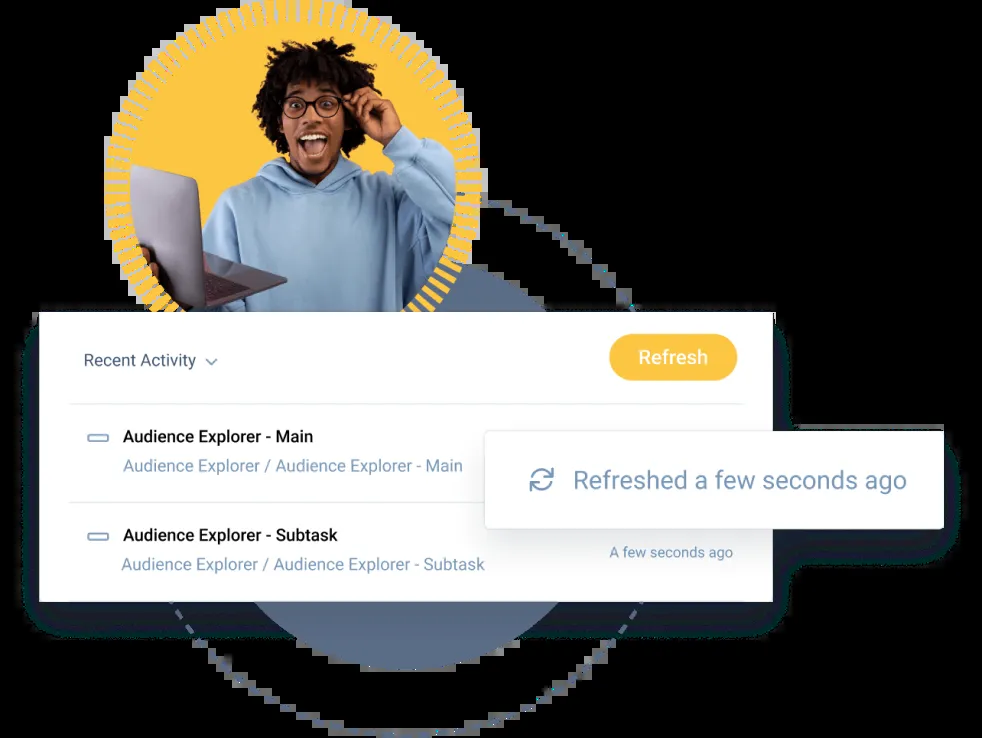 Recent Activity
Refresh
Audience Explorer - Main
Audience Explorer / Audience Explorer - Main
Refreshed a few seconds ago
Audience Explorer - Subtask
A few seconds ago
Audience Explorer / Audience Explorer - Subtask